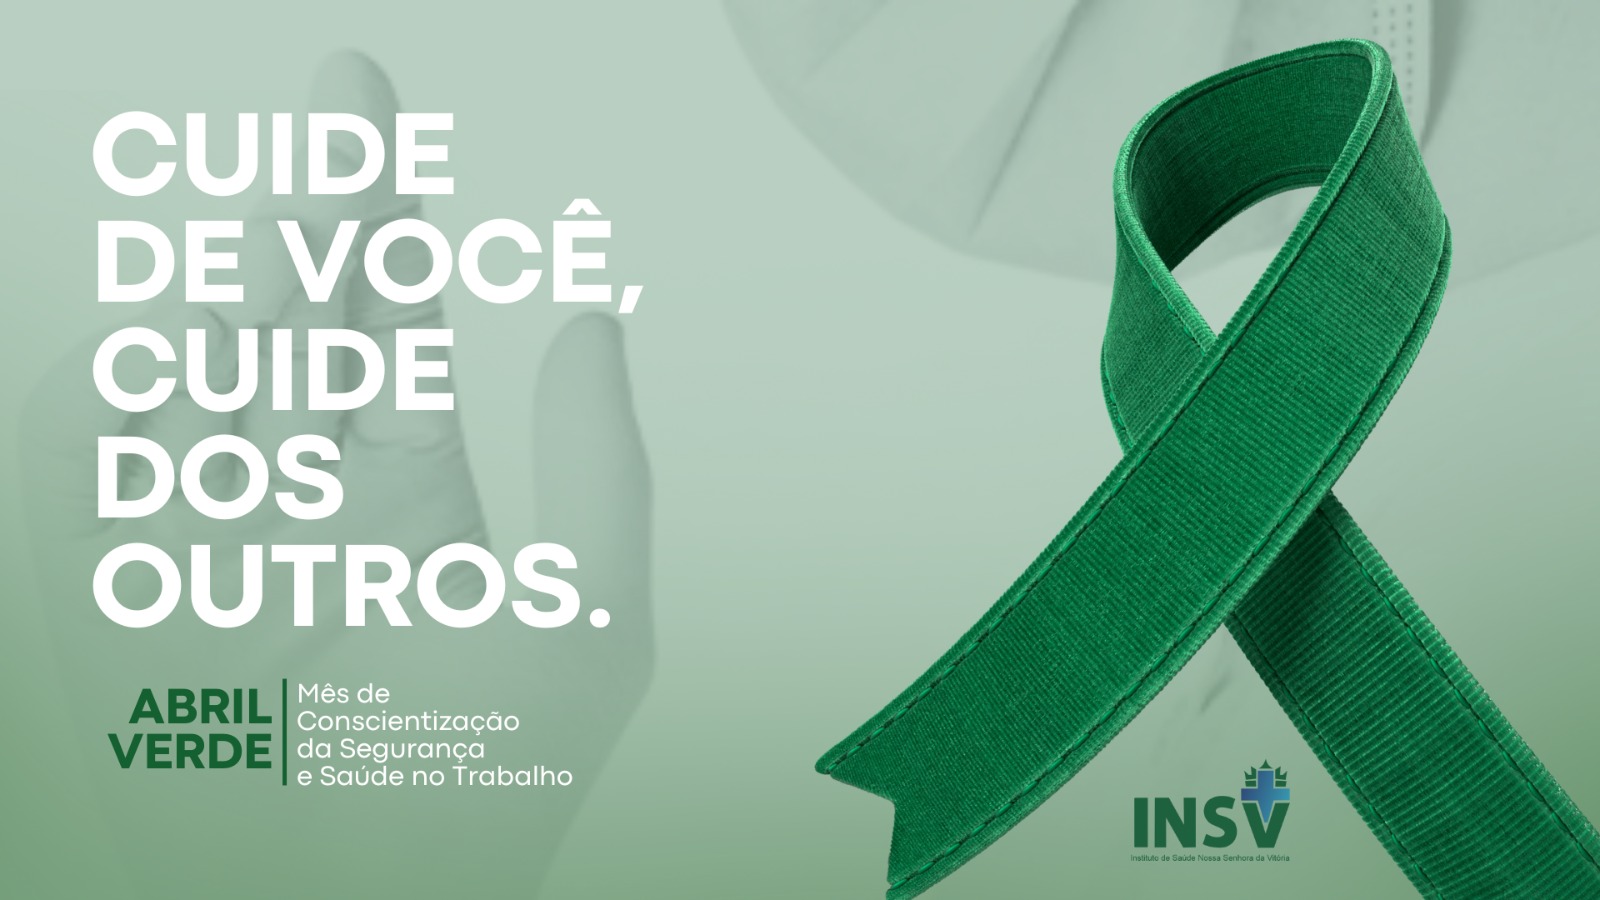 CUIDE
DE VOCÊ,
CUIDE
DOS
OUTROS.
ABRIL
VERDE
Mês de
Conscientização
da Segurança
e Saúde no Trabalho
INSV
Instituto de Saúde Nossa Senhora da Vitória